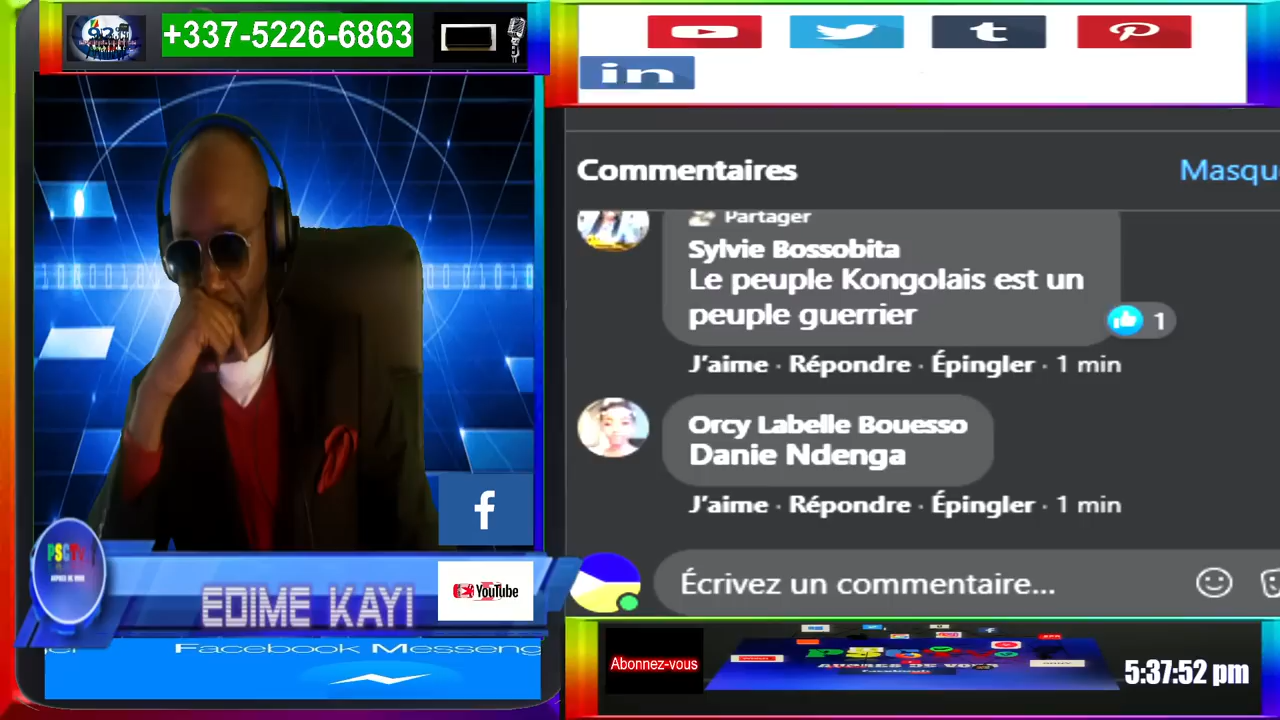 +337-5226-6863
EDIME KAYI
YouTube
Facebook Messeng
in
Commentaires
Masqu
Partager
Sylvie Bossobita
Le peuple Kongolais est un
peuple guerrier
1
J'aime · Répondre · Épingler · 1 min
Orcy Labelle Bouesso
Danie Ndenga
J'aime · Répondre · Épingler · 1 min
Écrivez un commentaire...
Abonnez-vous
5:37:52 pm